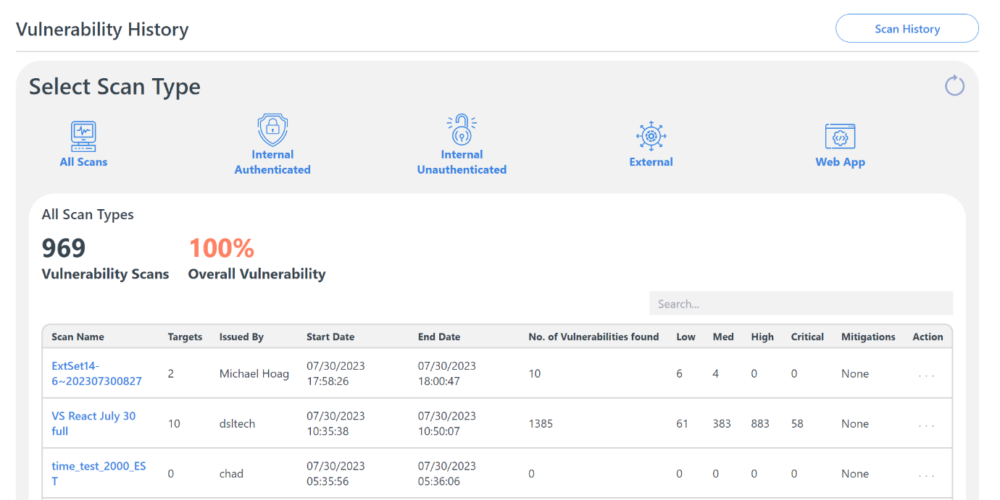 Vulnerability History
Scan History
Select Scan Type
All Scans
Internal
Authenticated
Internal
Unauthenticated
External
Web App
All Scan Types
969
100%
Vulnerability Scans
Overall Vulnerability
Search...
Scan Name Targets Issued By Start Date End Date No. of Vulnerabilities found Low Med High Critical Mitigations Action
ExtSet14-
6~202307300827
2
Michael Hoag
07/30/2023
17:58:26
07/30/2023
18:00:47
10 6 4 0 0 None ...
VS React July 30
full
10
dsltech
07/30/2023
10:35:38
07/30/2023
10:50:07
1385 61 383 883 58 None ...
time_test_2000_ES
T
0
chad
07/30/2023
05:35:56
07/30/2023
05:36:06
0 0 0 0 0 None ...